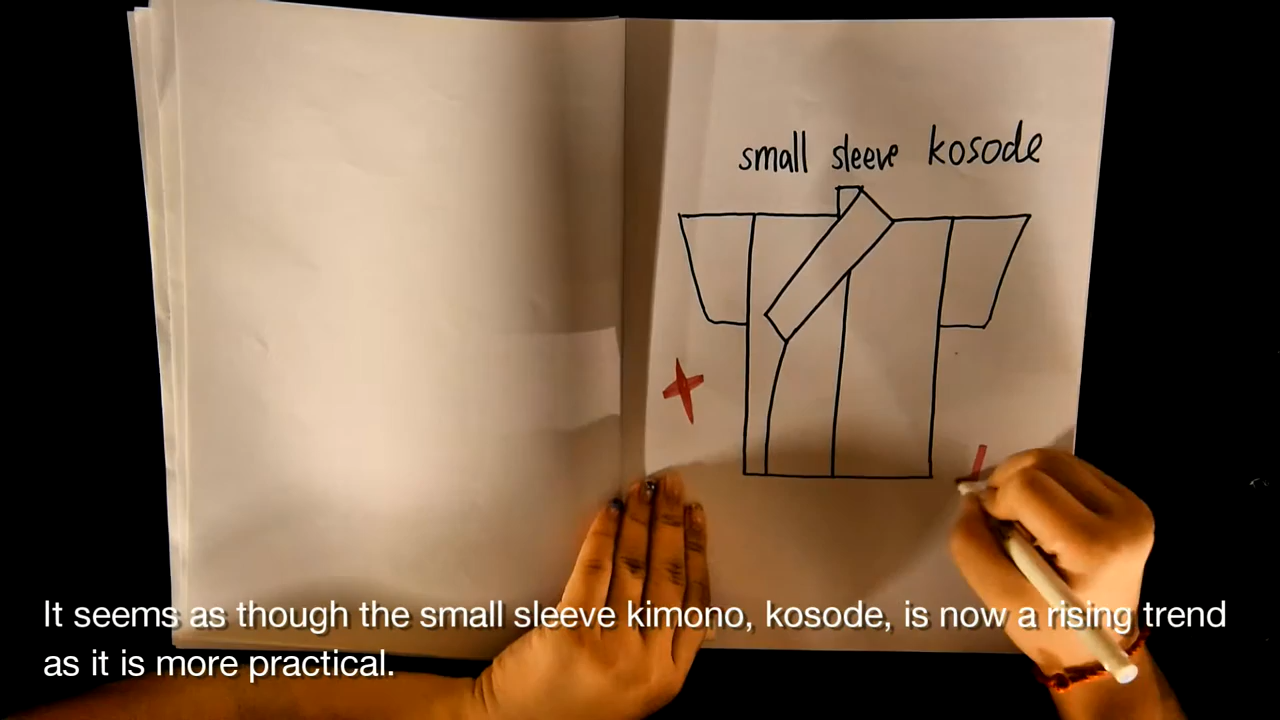 small sleeve kosode
It seems as though the small sleeve kimono, kosode, is now a rising trend
as it is more practical.